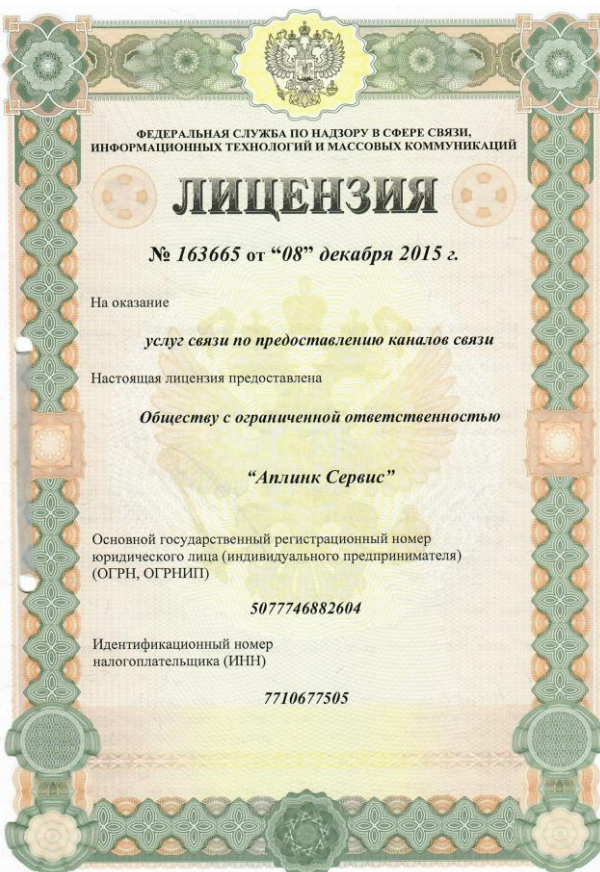 ФЕДЕРАЛЬНАЯ СЛУЖБА ПО НАДЗОРУ В СФЕРЕ СВЯЗИ,
ИНФОРМАЦИОННЫХ ТЕХНОЛОГИЙ И МАССОВЫХ КОММУНИКАЦИЙ
ЛИЦЕНЗИЯ
№ 163665 от “08” декабря 2015 г.
На оказание
услуг связи по предоставлению каналов связи
Настоящая лицензия предоставлена
Обществу с ограниченной ответственностью
“Аплинк Сервис”
Основной государственный регистрационный номер
юридического лица (индивидуального предпринимателя)
(ОГРН, ОГРНИП)
5077746882604
Идентификационный номер
налогоплательщика (ИНН)
7710677505